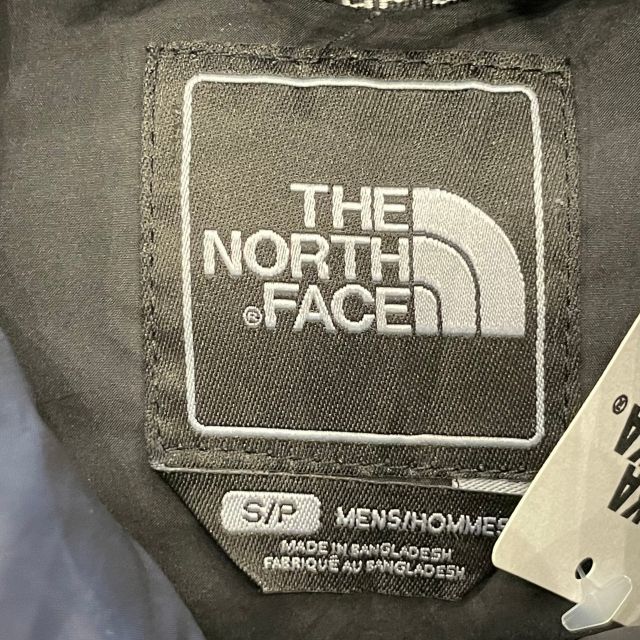 THE
NORTH
®FACE
S/P MENS/HOMMES
MADE IN BANGLADESH
FABRIQUÉ AU BANGLADESH